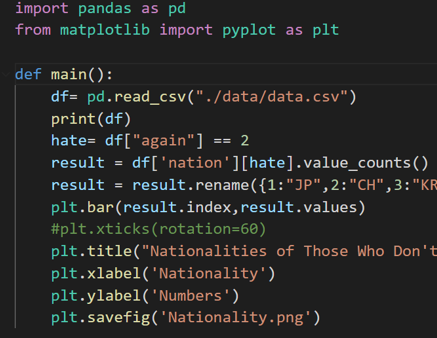 import pandas as pd
from matplotlib import pyplot as plt
def main():
df= pd.read_csv("./data/data.csv")
print(df)
hate= df["again"] == 2
result = df['nation'][hate].value_counts()
result = result.rename({1:"JP",2:"CH",3:"KR
plt.bar(result.index,result.values)
#plt.xticks(rotation=60)
plt.title("Nationalities of Those Who Don't
plt.xlabel('Nationality')
plt.ylabel('Numbers')
plt.savefig('Nationality.png')